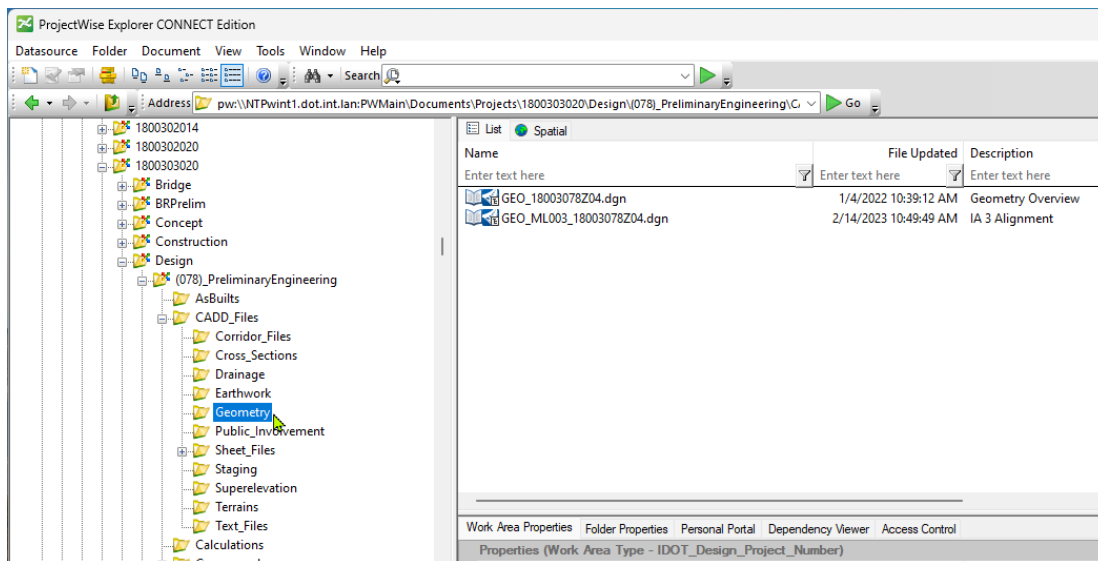 ProjectWise Explorer CONNECT Edition
Datasource Folder Document View Tools Window Help
Search
Address pw:\\NTPwint1.dot.int.lan:PWMain\Documents\Projects\1800303020\Design\(078)_PreliminaryEngineering\C Go
1800302014
1800302020
1800303020
Bridge
BRPrelim
Concept
Construction
Design
(078)_PreliminaryEngineering
AsBuilts
CADD_Files
Corridor_Files
Cross_Sections
Drainage
Earthwork
Geometry
Public_Involvement
Sheet_Files
Staging
Superelevation
Terrains
Text_Files
Calculations
List Spatial
Name File Updated Description
Enter text here Enter text here Enter text here
GEO_18003078Z04.dgn 1/4/2022 10:39:12 AM Geometry Overview
GEO_ML003_18003078Z04.dgn 2/14/2023 10:49:49 AM IA 3 Alignment
Work Area Properties Folder Properties Personal Portal Dependency Viewer Access Control
Properties (Work Area Type - IDOT_Design_Project_Number)